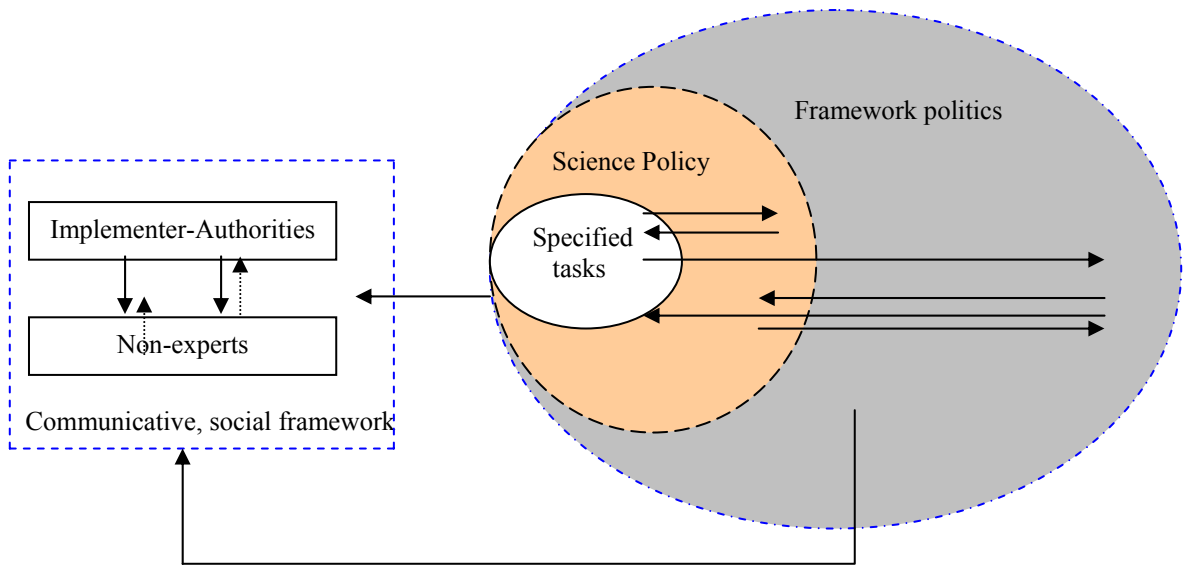 Framework politics
Science Policy
Implementer-Authorities
Specified
tasks
Non-experts
Communicative, social framework